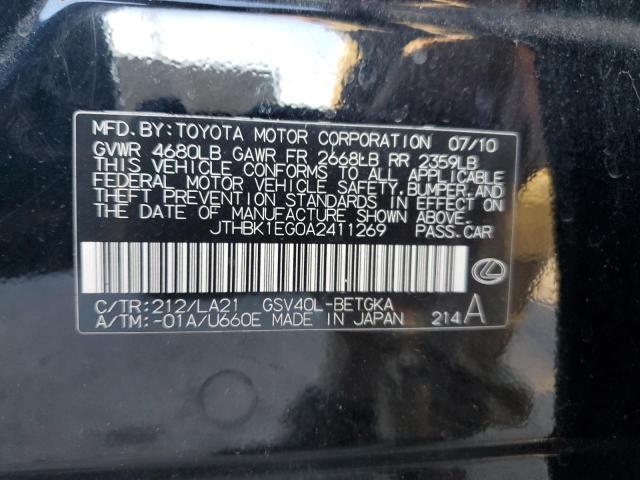 MFD.BY:TOYOTA MOTOR CORPORATION 07/10
GVWR 4680LB GAWR FR 2668LB RR 2359LB
THIS VEHICLE CONFORMS TO ALL APPLICABLE
FEDERAL MOTOR VEHICLE SAFETY, BUMPER, AND
THEFT PREVENTION STANDARDS IN EFFECT ON
THE DATE OF MANUFACTURE SHOWN ABOVE.
JTHBK1EG0A2411269 PASS.CAR
C/TR:212/LA21 GSV40L-BETGKA
A/TM:-01A/U660E MADE IN JAPAN 214 A